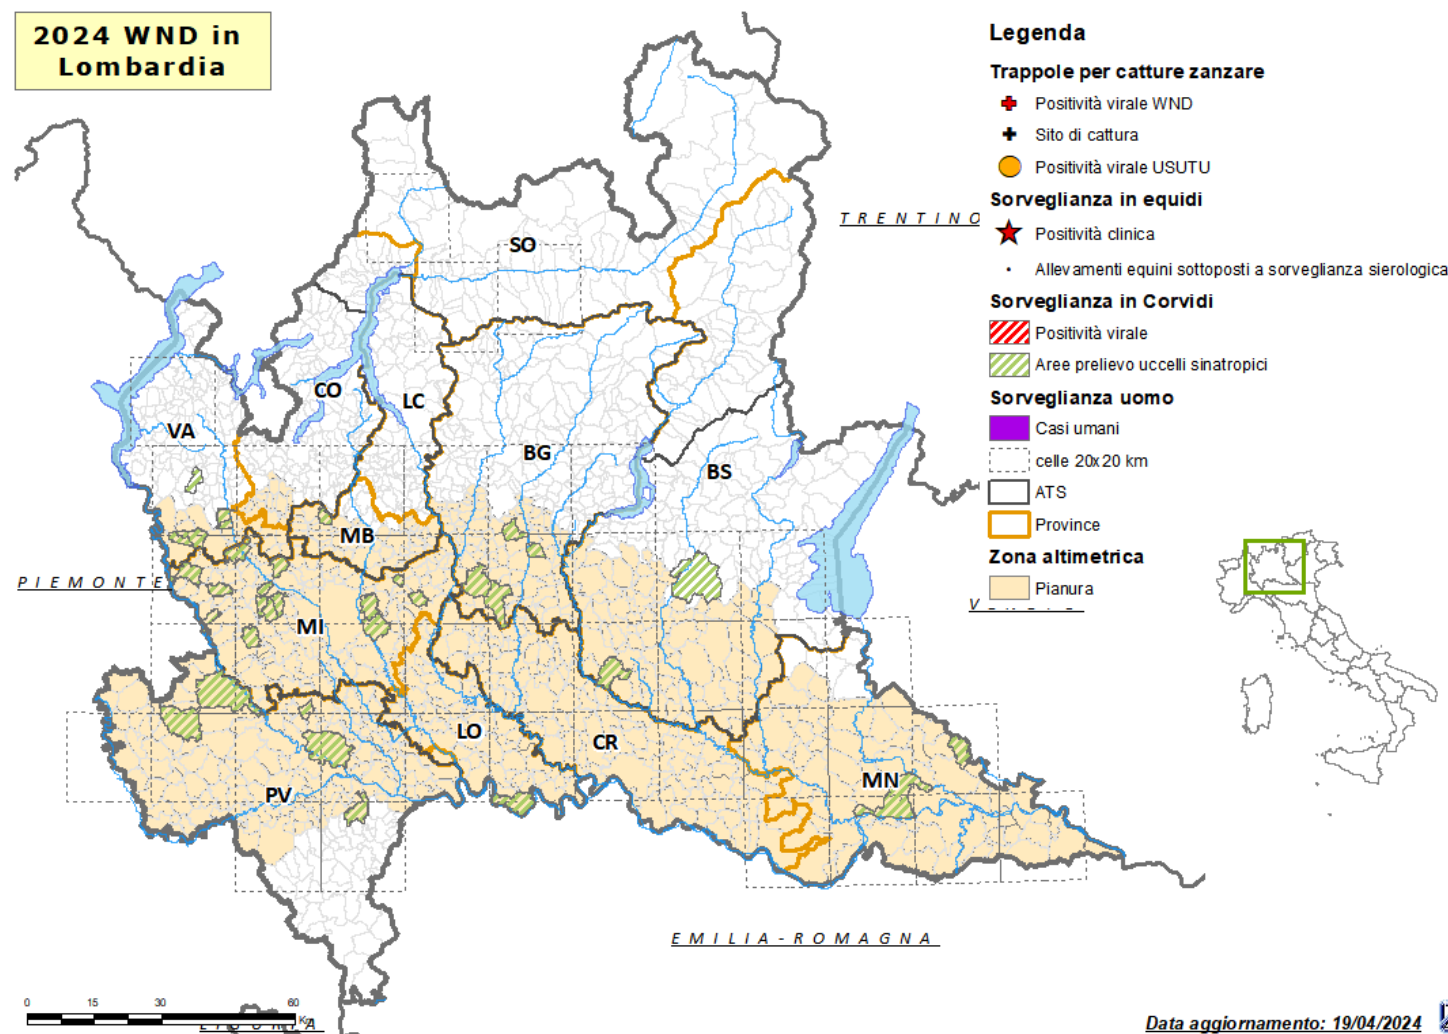 2024 WND in
Lombardia
Legenda
Trappole per catture zanzare
Positività virale WND
Sito di cattura
Positività virale USUTU
Sorveglianza in equidi
Positività clinica
Allevamenti equini sottoposti a sorveglianza sierologica
Sorveglianza in Corvidi
Positività virale
Aree prelievo uccelli sinatropici
Sorveglianza uomo
Casi umani
celle 20x20 km
ATS
Province
Zona altimetrica
Pianura
TRENTINO
SO
CO
LC
VA
BG
BS
MB
PIEMONTE
MI
LO
CR
MN
PV
EMILIA-ROMAGNA
0 15 30 60
Km
Data aggiornamento: 19/04/2024